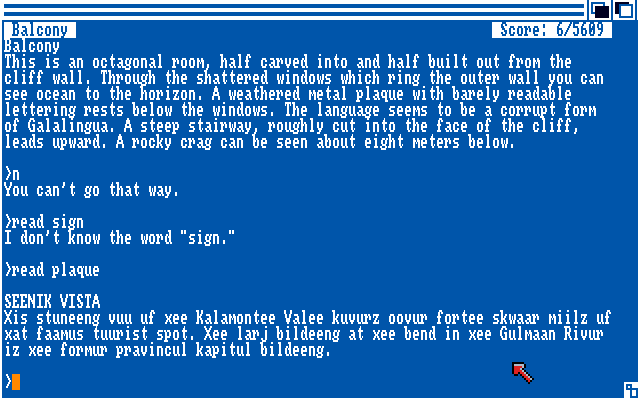 Balcony Score: 6/5609
Balcony
This is an octagonal room, half carved into and half built out from the
cliff wall. Through the shattered windows which ring the outer wall you can
see ocean to the horizon. A weathered metal plaque with barely readable
lettering rests below the windows. The language seems to be a corrupt form
of Galalingua. A steep stairway, roughly cut into the face of the cliff,
leads upward. A rocky crag can be seen about eight meters below.
>n
You can't go that way.
>read sign
I don't know the word "sign."
>read plaque
SEENIK VISTA
Xis stuneeng vuu uf xee Kalamontee Valee kuvurz oovur fortee skwaar miilz uf
xat faamus tuurist spot. Xee larj bildeeng at xee bend in xee Gulmaan Rivur
iz xee formur pravincul kapitul bildeeng.
>